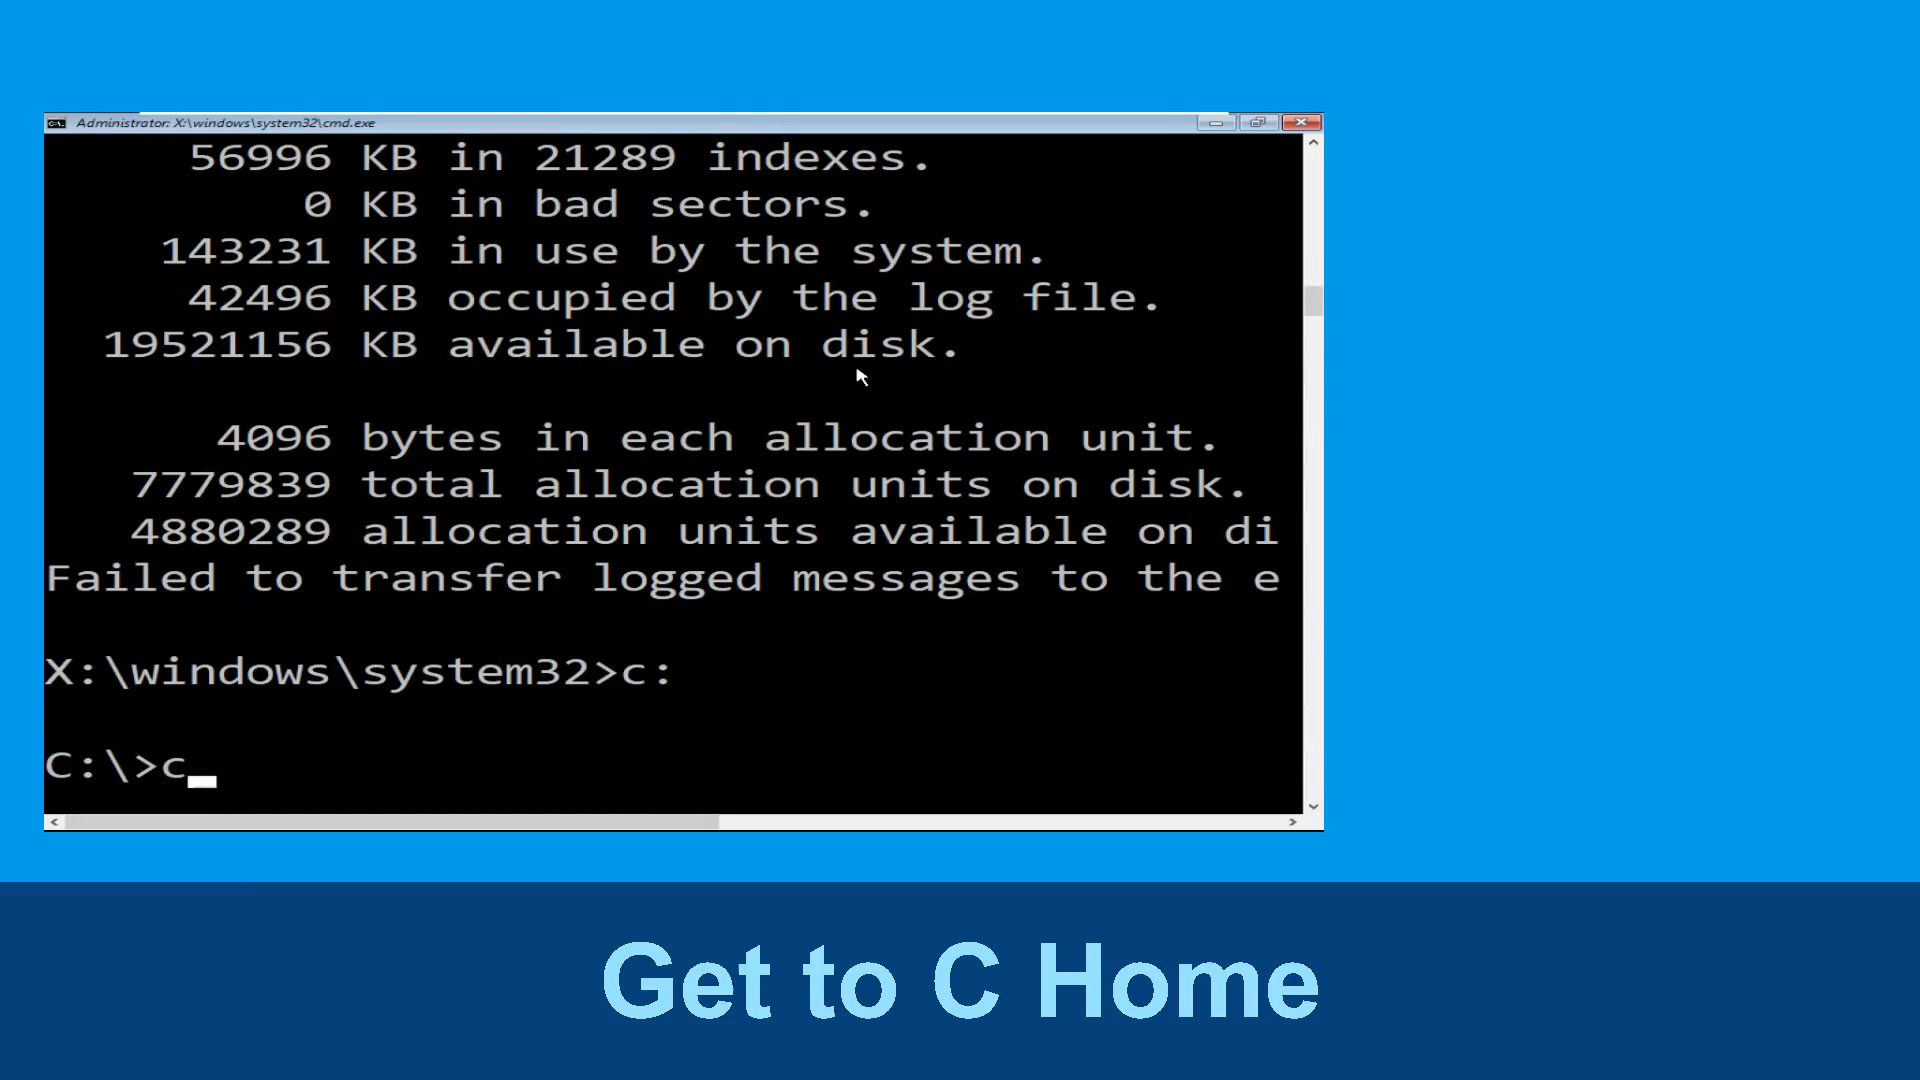 Administrator: X:\windows\system32\cmd.exe
56996 KB in 21289 indexes.
0 KB in bad sectors.
143231 KB in use by the system.
42496 KB occupied by the log file.
19521156 KB available on disk.
4096 bytes in each allocation unit.
7779839 total allocation units on disk.
4880289 allocation units available on di
Failed to transfer logged messages to the e
X:\windows\system32>c:
C:\>c_
Get to C Home